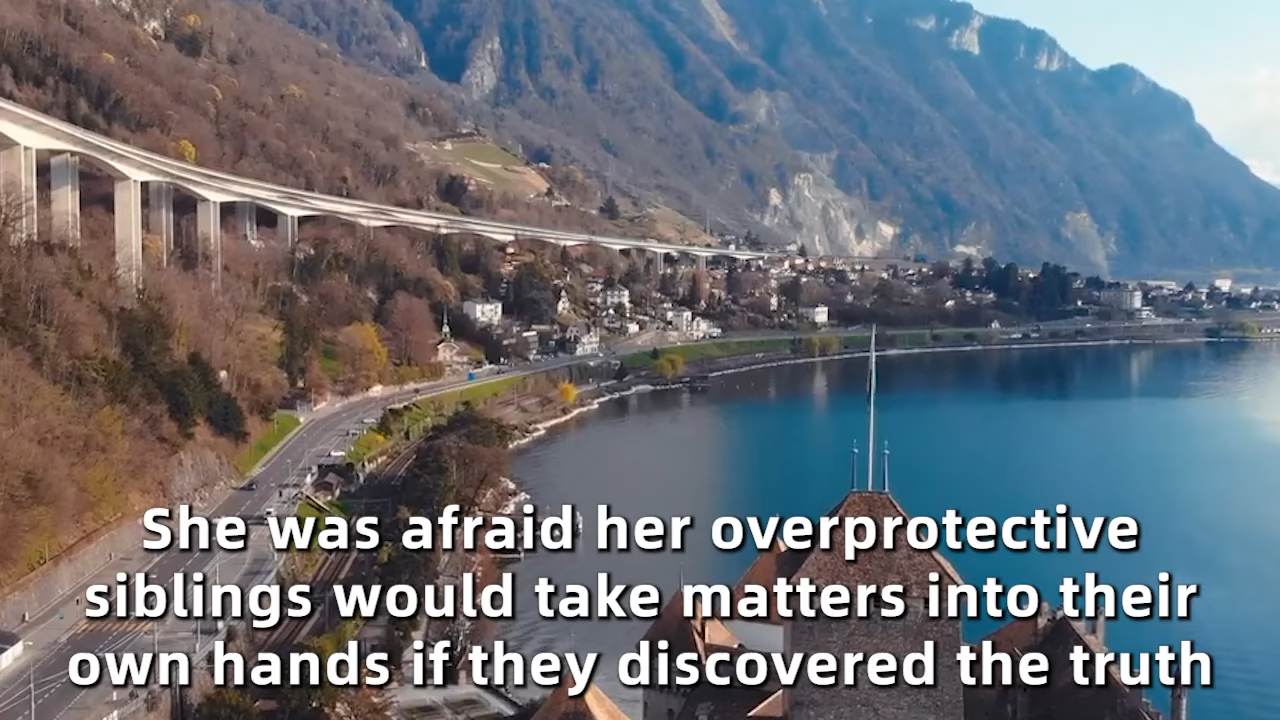 She was afraid her overprotective
siblings would take matters into their
own hands if they discovered the truth